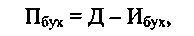 Пбух = Д – Ибух,